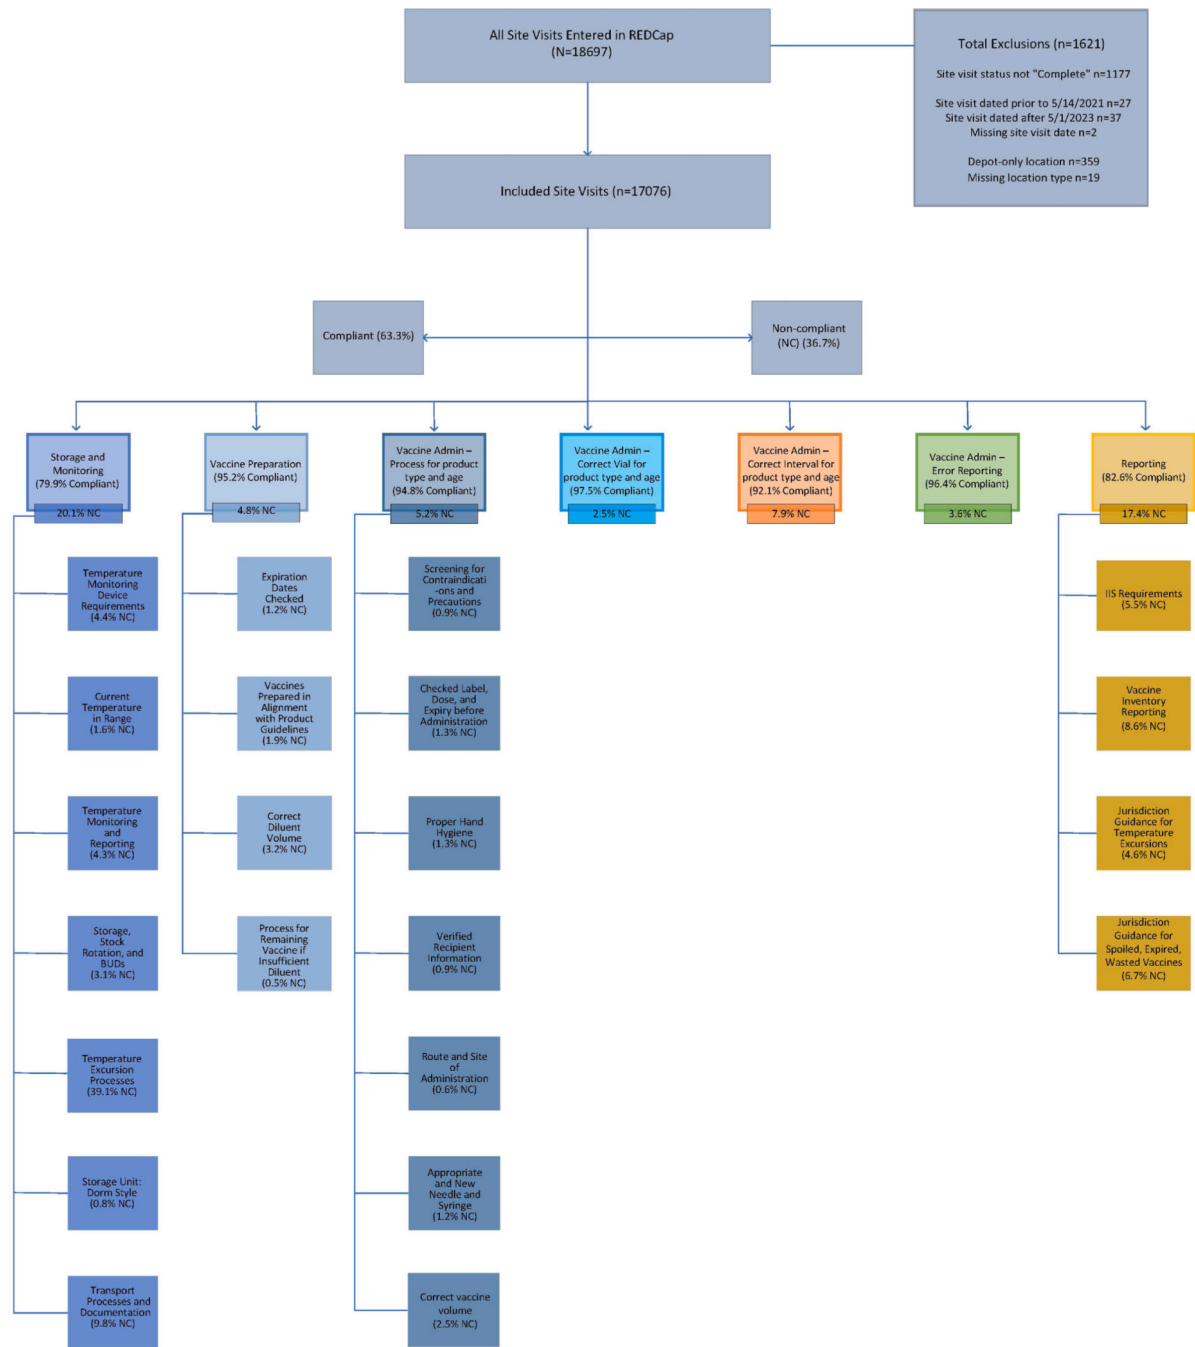 All Site Visits Entered in REDCap
(N=18697)
Total Exclusions (n=1621)
Site visit status not "Complete" n=1177
Site visit dated prior to 5/14/2021 n=27
Site visit dated after 5/1/2023 n=37
Missing site visit date n=2
Depot-only location n=359
Missing location type n=19
Included Site Visits (n=17076)
Compliant (63.3%)
Non-compliant
(NC) (36.7%)
Storage and
Monitoring
(79.9% Compliant)
20.1% NC
Vaccine Preparation
(95.2% Compliant)
4.8% NC
Vaccine Admin –
Process for product
type and age
(94.8% Compliant)
5.2% NC
Vaccine Admin –
Correct Vial for
product type and age
(97.5% Compliant)
2.5% NC
Vaccine Admin –
Correct Interval for
product type and age
(92.1% Compliant)
7.9% NC
Vaccine Admin –
Error Reporting
(96.4% Compliant)
3.6% NC
Reporting
(82.6% Compliant)
17.4% NC
Temperature
Monitoring
Device
Requirements
(4.4% NC)
Current
Temperature
in Range
(1.6% NC)
Temperature
Monitoring
and
Reporting
(4.3% NC)
Storage,
Stock
Rotation, and
BUDs
(3.1% NC)
Temperature
Excursion
Processes
(39.1% NC)
Storage Unit:
Dorm Style
(0.8% NC)
Transport
Processes and
Documentation
(9.8% NC)
Expiration
Dates
Checked
(1.2% NC)
Vaccines
Prepared in
Alignment
with Product
Guidelines
(1.9% NC)
Correct
Diluent
Volume
(3.2% NC)
Process for
Remaining
Vaccine if
Insufficient
Diluent
(0.5% NC)
Screening for
Contraindicati
-ons and
Precautions
(0.9% NC)
Checked Label,
Dose, and
Expiry before
Administration
(1.3% NC)
Proper Hand
Hygiene
(1.3% NC)
Verified
Recipient
Information
(0.9% NC)
Route and Site
of
Administration
(0.6% NC)
Appropriate
and New
Needle and
Syringe
(1.2% NC)
Correct vaccine
volume
(2.5% NC)
IIS Requirements
(5.5% NC)
Vaccine
Inventory
Reporting
(8.6% NC)
Jurisdiction
Guidance for
Temperature
Excursions
(4.6% NC)
Jurisdiction
Guidance for
Spoiled, Expired,
Wasted Vaccines
(6.7% NC)